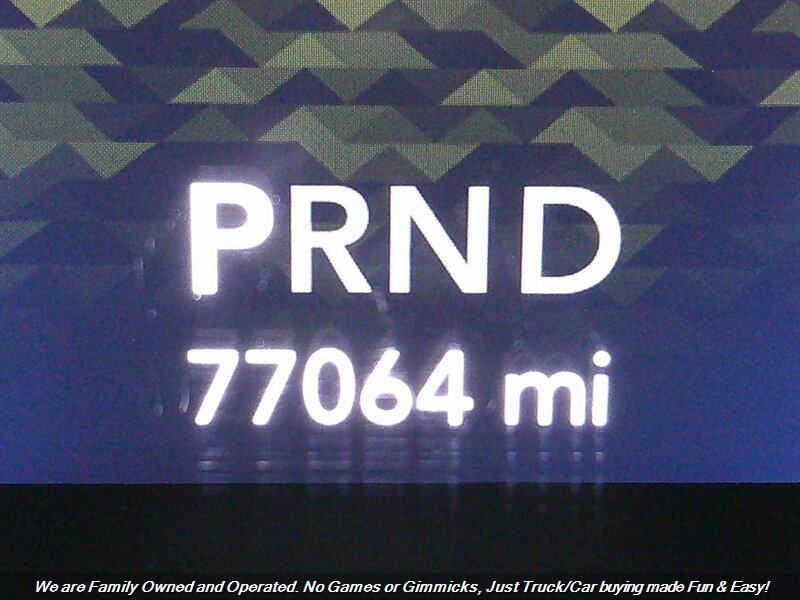 PRND
77064 mi
We are Family Owned and Operated. No Games or Gimmicks, Just Truck/Car buying made Fun & Easy!